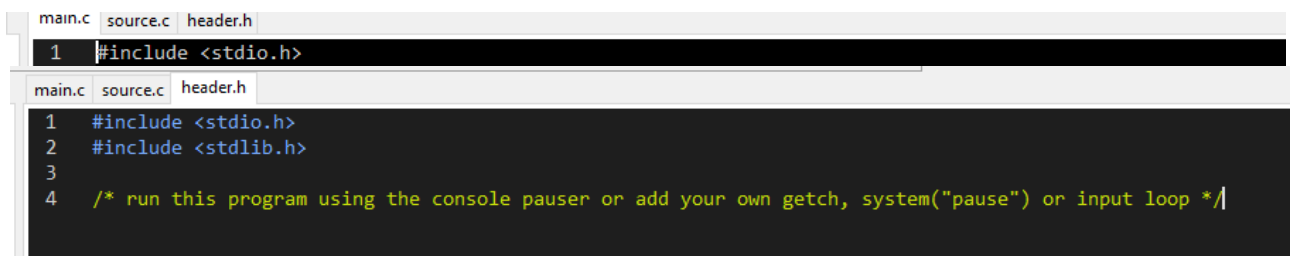 main.c source.c header.h
1 #include <stdio.h>
main.c source.c header.h
1 #include <stdio.h>
2 #include <stdlib.h>
3
4 /* run this program using the console pauser or add your own getch, system("pause") or input loop */